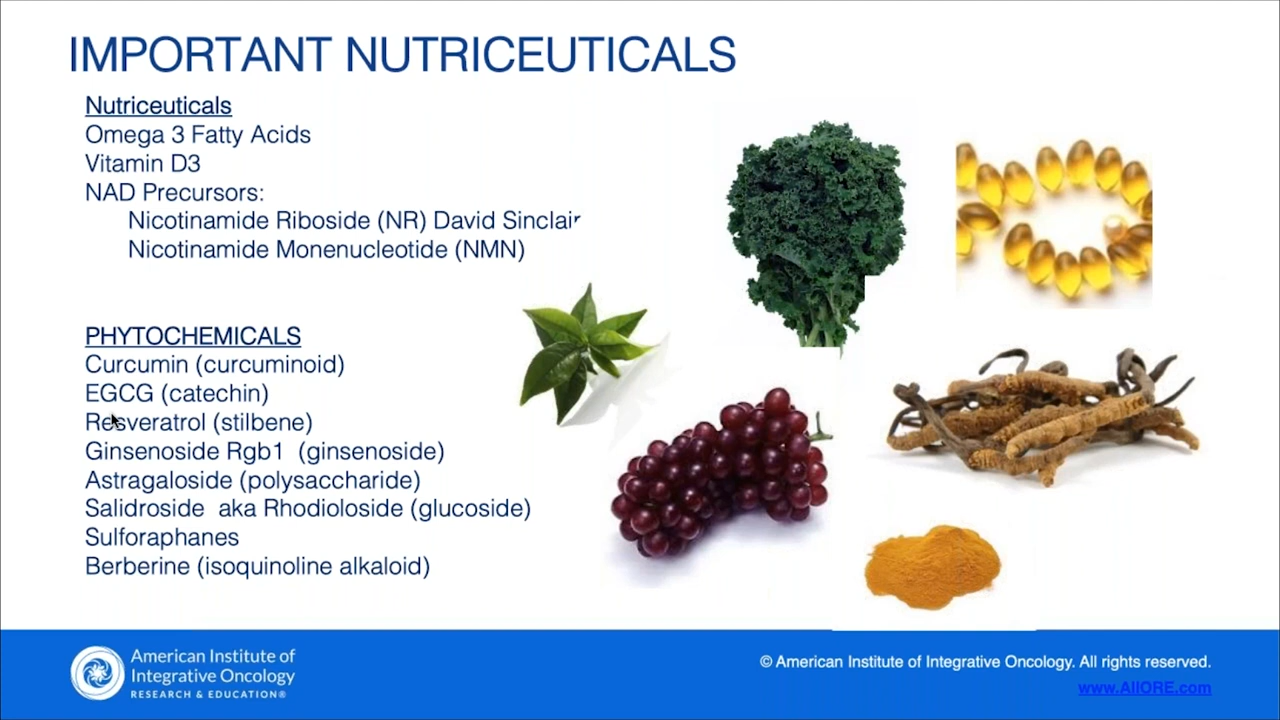 IMPORTANT NUTRICEUTICALS
Nutriceuticals
Omega 3 Fatty Acids
Vitamin D3
NAD Precursors:
Nicotinamide Riboside (NR) David Sinclair
Nicotinamide Monenucleotide (NMN)
PHYTOCHEMICALS
Curcumin (curcuminoid)
EGCG (catechin)
Resveratrol (stilbene)
Ginsenoside Rgb1 (ginsenoside)
Astragaloside (polysaccharide)
Salidroside aka Rhodioloside (glucoside)
Sulforaphanes
Berberine (isoquinoline alkaloid)
American Institute of
Integrative Oncology
RESEARCH & EDUCATION®
© American Institute of Integrative Oncology. All rights reserved.
www.AIIORE.com